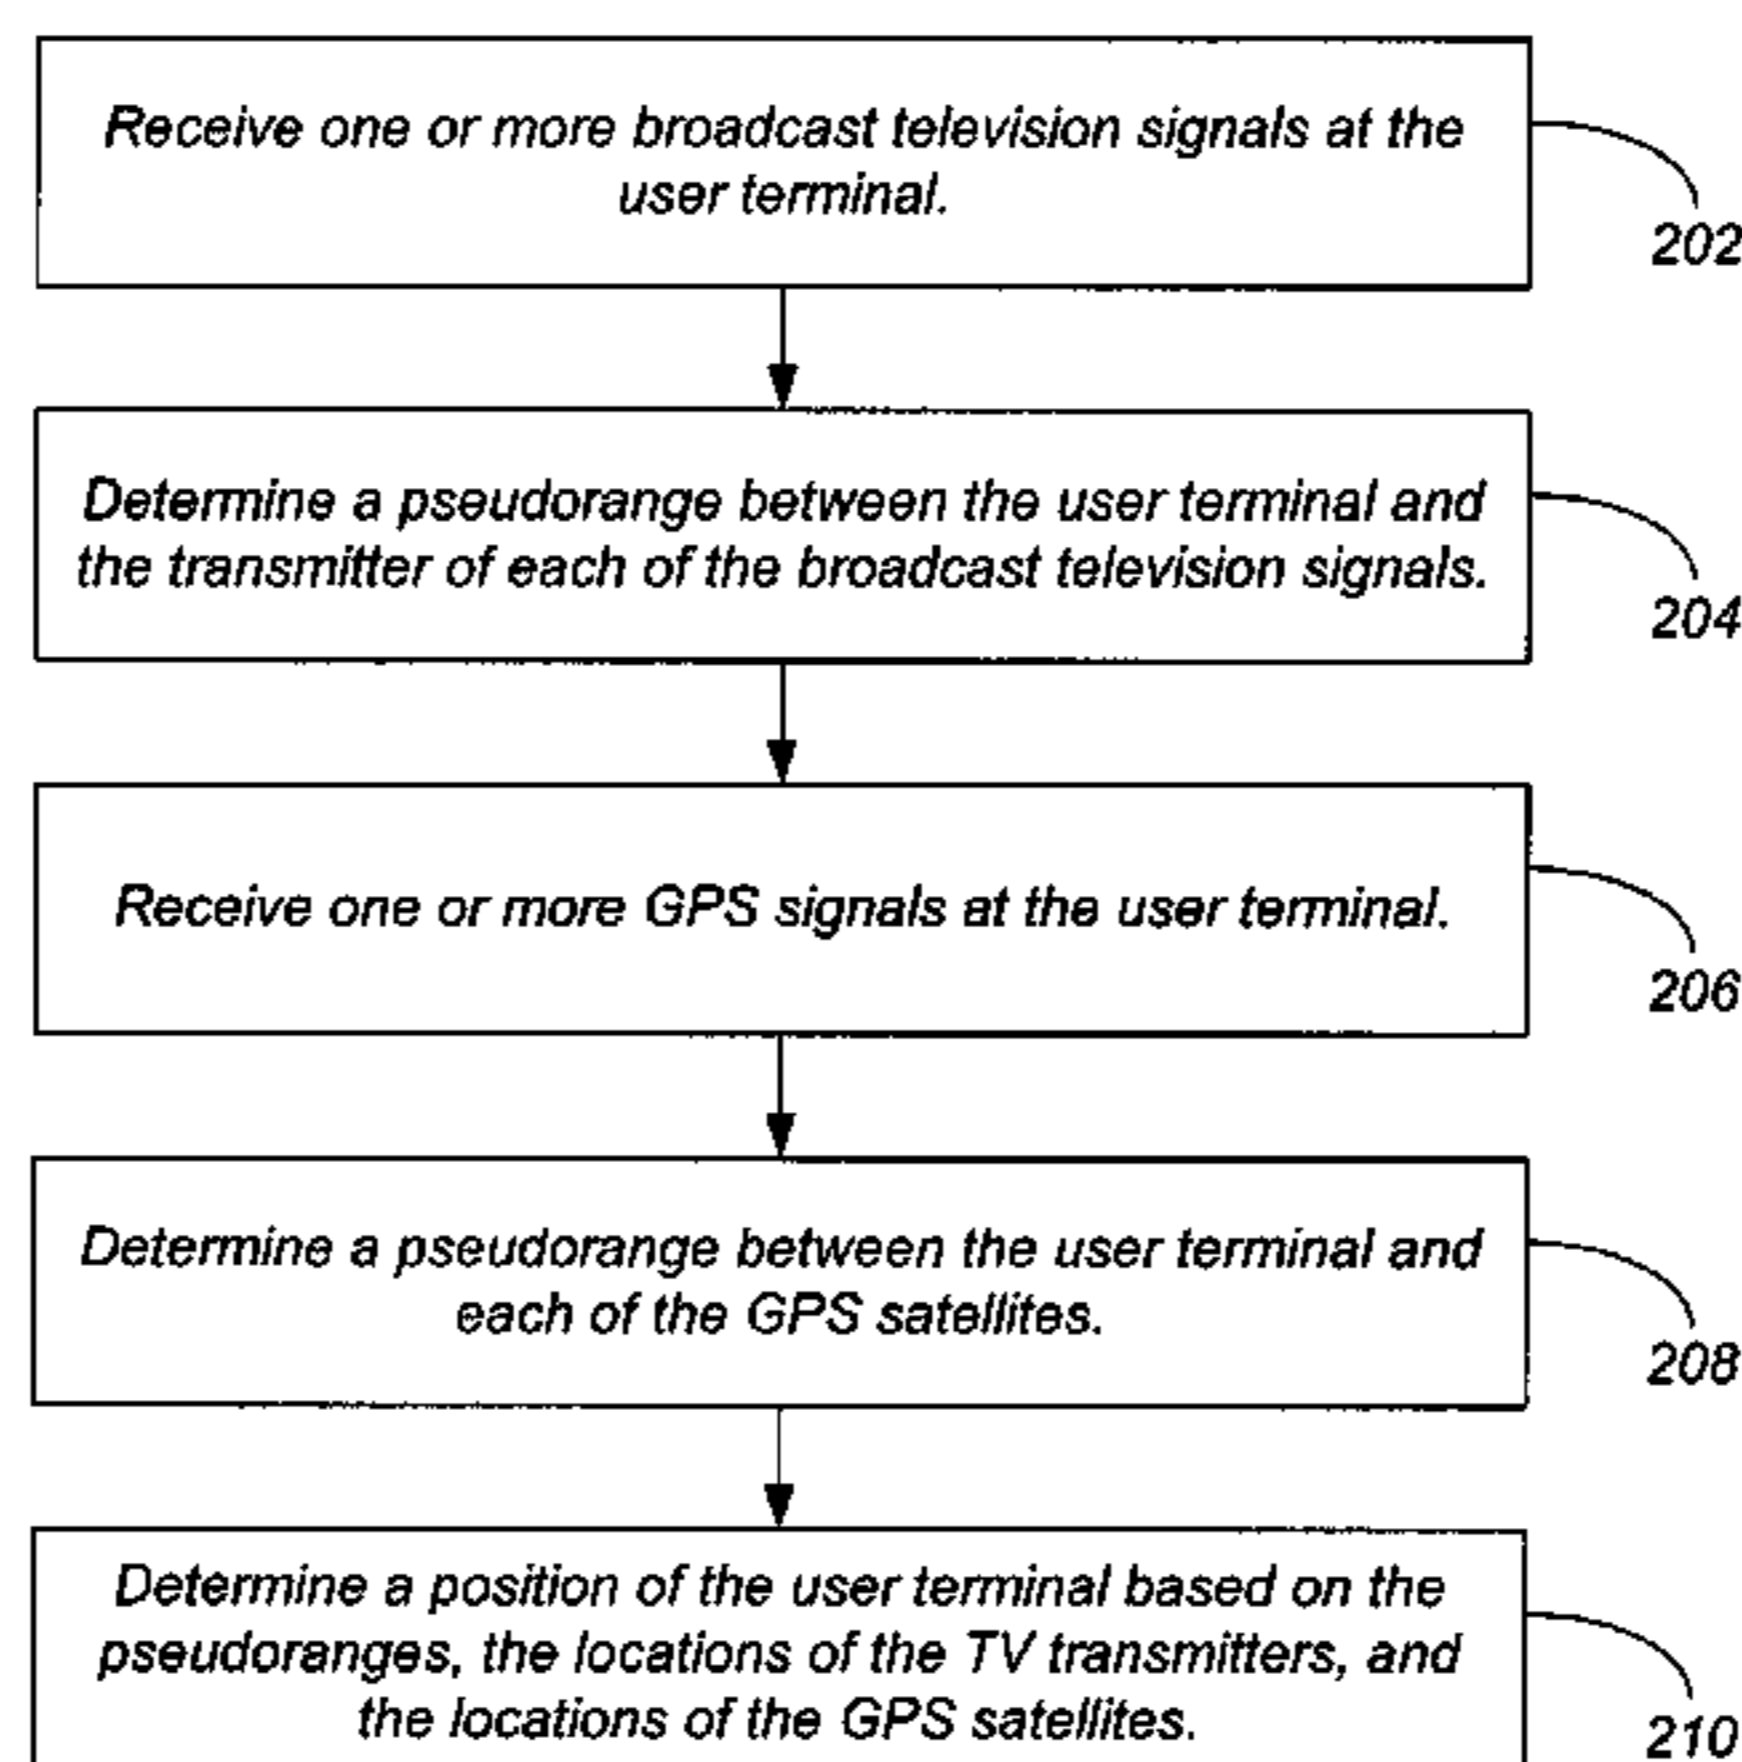 Receive one or more broadcast television signals at the
user terminal.
202
Determine a pseudorange between the user terminal and
the transmitter of each of the broadcast television signals.
204
Receive one or more GPS signals at the user terminal.
206
Determine a pseudorange between the user terminal and
each of the GPS satellites.
208
Determine a position of the user terminal based on the
pseudoranges, the locations of the TV transmitters, and
the locations of the GPS satellites.
210